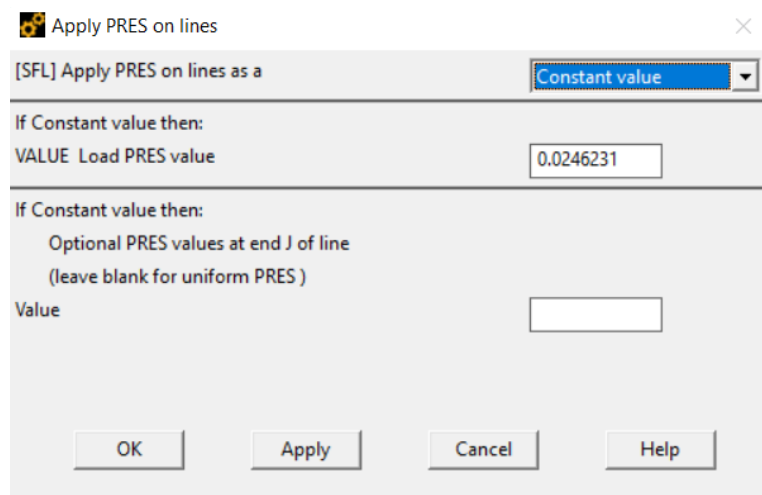 Apply PRES on lines
[SFL] Apply PRES on lines as a Constant value
If Constant value then:
VALUE Load PRES value 0.0246231
If Constant value then:
Optional PRES values at end J of line
(leave blank for uniform PRES )
Value
OK Apply Cancel Help